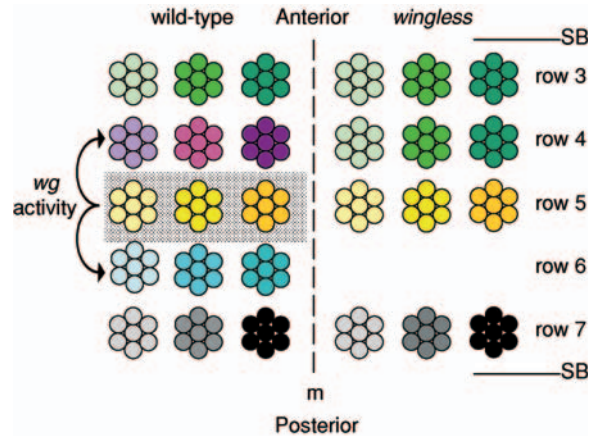 wild-type Anterior wingless
SB
row 3
row 4
wg
activity
row 5
row 6
row 7
SB
m
Posterior